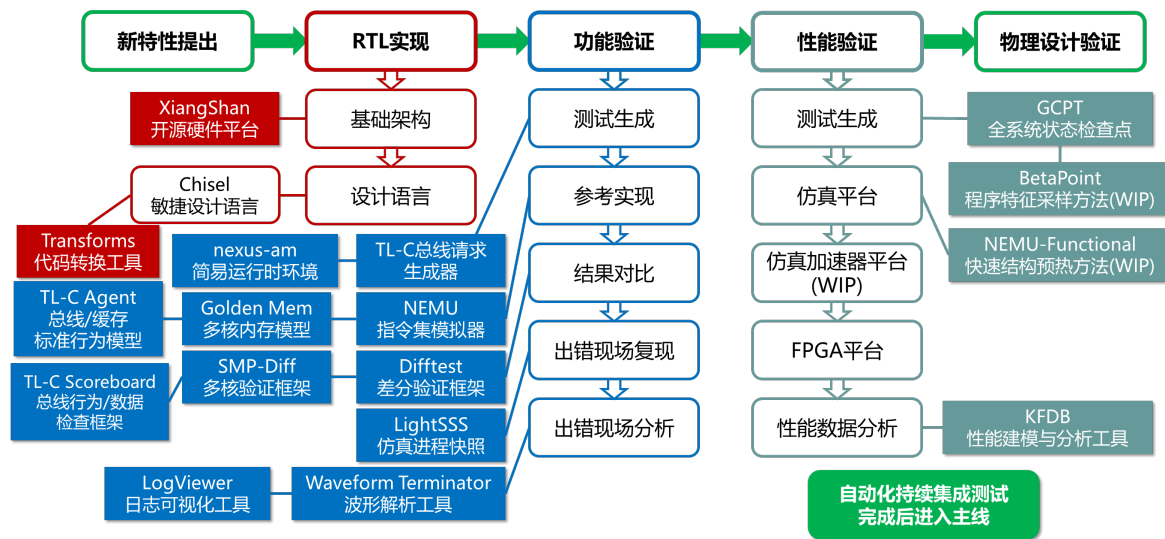 新特性提出
RTL实现
功能验证
性能验证
物理设计验证
XiangShan
开源硬件平台
基础架构
测试生成
测试生成
GCPT
全系统状态检查点
Chisel
敏捷设计语言
设计语言
参考实现
仿真平台
BetaPoint
程序特征采样方法(WIP)
Transforms
代码转换工具
nexus-am
简易运行时环境
TL-C总线请求
生成器
结果对比
仿真加速器平台
(WIP)
NEMU-Functional
快速结构预热方法(WIP)
TL-C Agent
总线/缓存
标准行为模型
Golden Mem
多核内存模型
NEMU
指令集模拟器
出错现场复现
FPGA平台
TL-C Scoreboard
总线行为/数据
检查框架
SMP-Diff
多核验证框架
Difftest
差分验证框架
LightSSS
仿真进程快照
出错现场分析
性能数据分析
KFDB
性能建模与分析工具
LogViewer
日志可视化工具
Waveform Terminator
波形解析工具
自动化持续集成测试
完成后进入主线